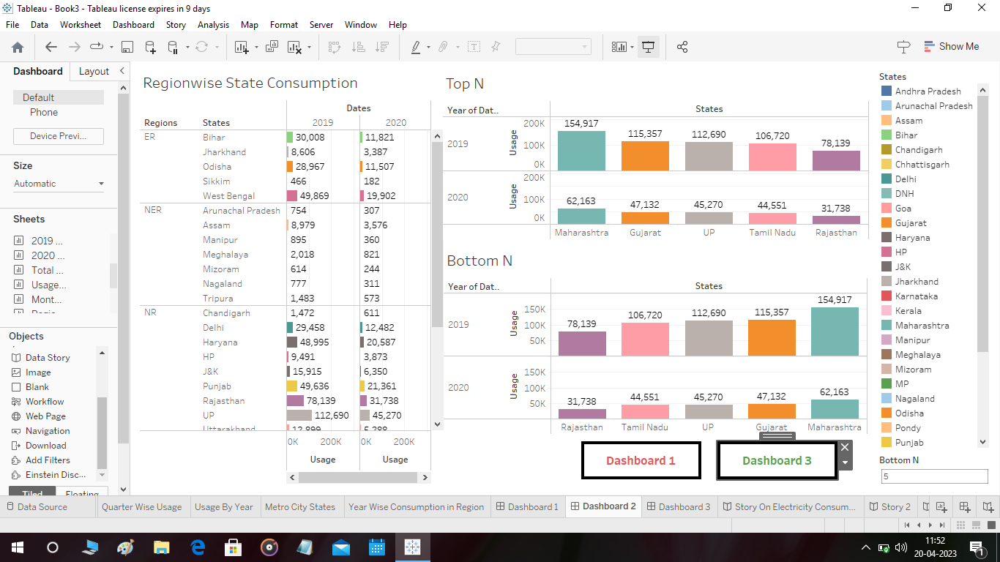 Tableau - Book3 - Tableau license expires in 9 days
File Data Worksheet Dashboard Story Analysis Map Format Server Window Help
Show Me
Dashboard Layout
Default
Phone
Device Previ...
Size
Automatic
Sheets
2019 ...
2020 ...
Total ...
Usage...
Mont...
Objects
Data Story
Image
Blank
Workflow
Web Page
Navigation
Download
Add Filters
Einstein Disc...
Tiled Floating
Regionwise State Consumption
Dates
Regions States 2019 2020
ER Bihar 30,008 11,821
Jharkhand 8,606 3,387
Odisha 28,967 11,507
Sikkim 466 182
West Bengal 49,869 19,902
NER Arunachal Pradesh 754 307
Assam 8,979 3,576
Manipur 895 360
Meghalaya 2,018 821
Mizoram 614 244
Nagaland 777 311
Tripura 1,483 573
NR Chandigarh 1,472 611
Delhi 29,458 12,482
Haryana 48,995 20,587
HP 9,491 3,873
J&K 15,915 6,350
Punjab 49,636 21,361
Rajasthan 78,139 31,738
UP 112,690 45,270
Uttarakhand 12,899 5,288
0K 200K 0K 200K
Usage Usage
Top N
Year of Dat.. States
2019 Usage 200K 100K 0K
154,917 115,357 112,690 106,720 78,139
2020 Usage 200K 100K 0K
62,163 47,132 45,270 44,551 31,738
Maharashtra Gujarat UP Tamil Nadu Rajasthan
Bottom N
Year of Dat.. States
2019 Usage 150K 100K 50K
78,139 106,720 112,690 115,357 154,917
2020 Usage 150K 100K 50K
31,738 44,551 45,270 47,132 62,163
Rajasthan Tamil Nadu UP Gujarat Maharashtra
Dashboard 1 Dashboard 3
States
Andhra Pradesh
Arunachal Pradesh
Assam
Bihar
Chandigarh
Chhattisgarh
Delhi
DNH
Goa
Gujarat
Haryana
HP
J&K
Jharkhand
Karnataka
Kerala
Maharashtra
Manipur
Meghalaya
Mizoram
MP
Nagaland
Odisha
Pondy
Punjab
Bottom N
5
Data Source Quarter Wise Usage Usage By Year Metro City States Year Wise Consumption in Region Dashboard 1 Dashboard 2 Dashboard 3 Story On Electricity Consum... Story 2
11:52
20-04-2023
1